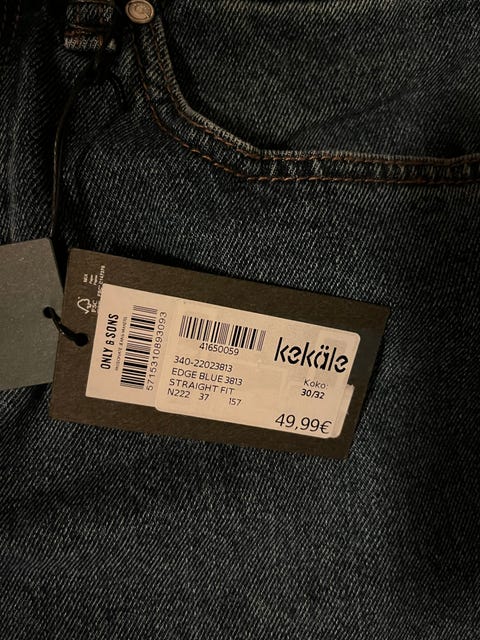 ONLY & SONS
5715310893093
41650059
kekäle
340-22023813
EDGE BLUE 3813
STRAIGHT FIT
N222 37 157
Koko:
30/32
49,99€
FSC